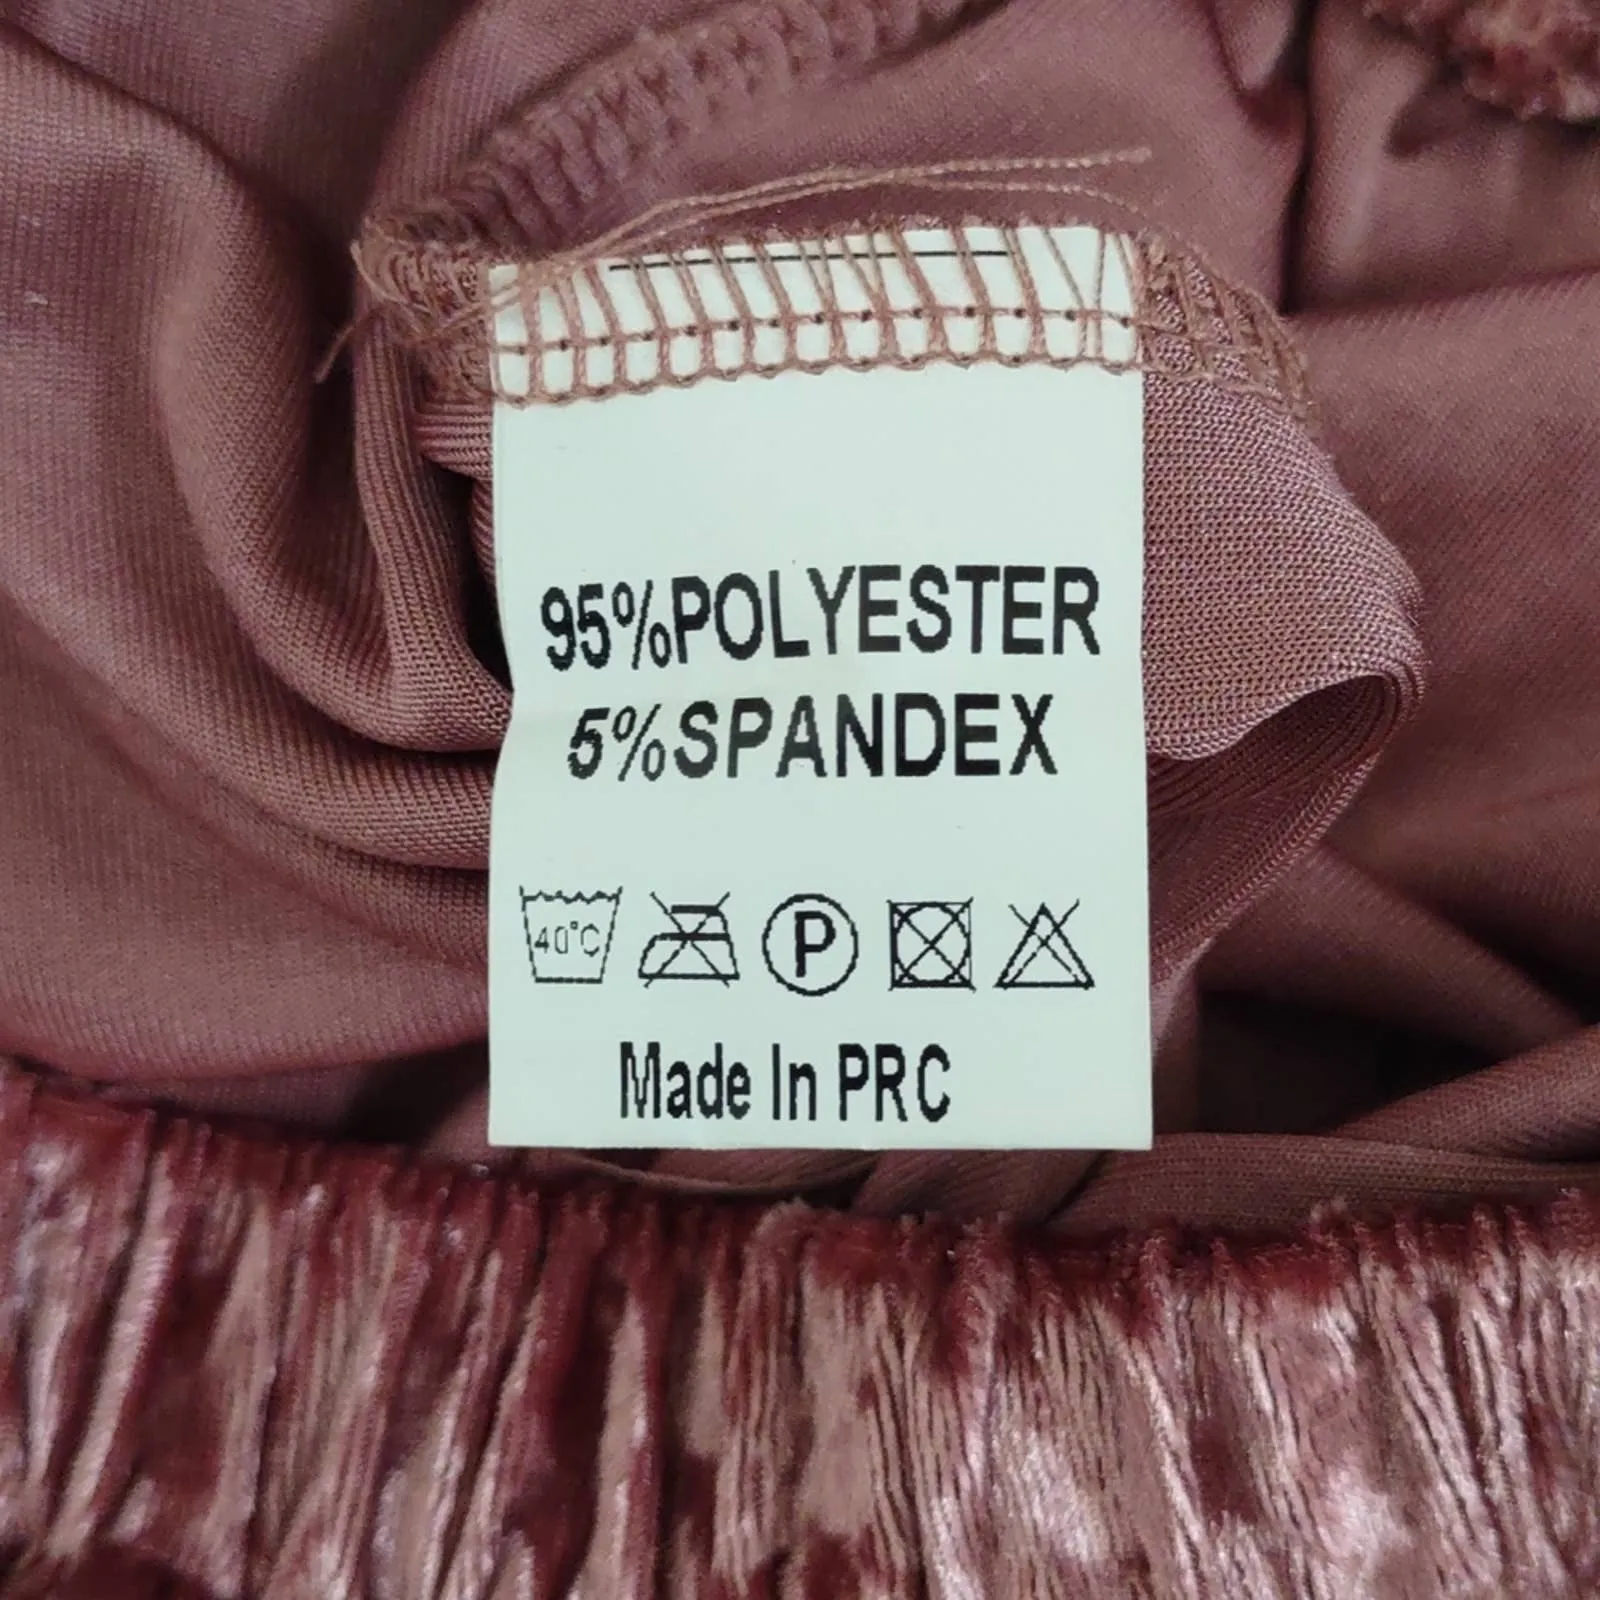 95%POLYESTER
5%SPANDEX
40°C P
Made In PRC